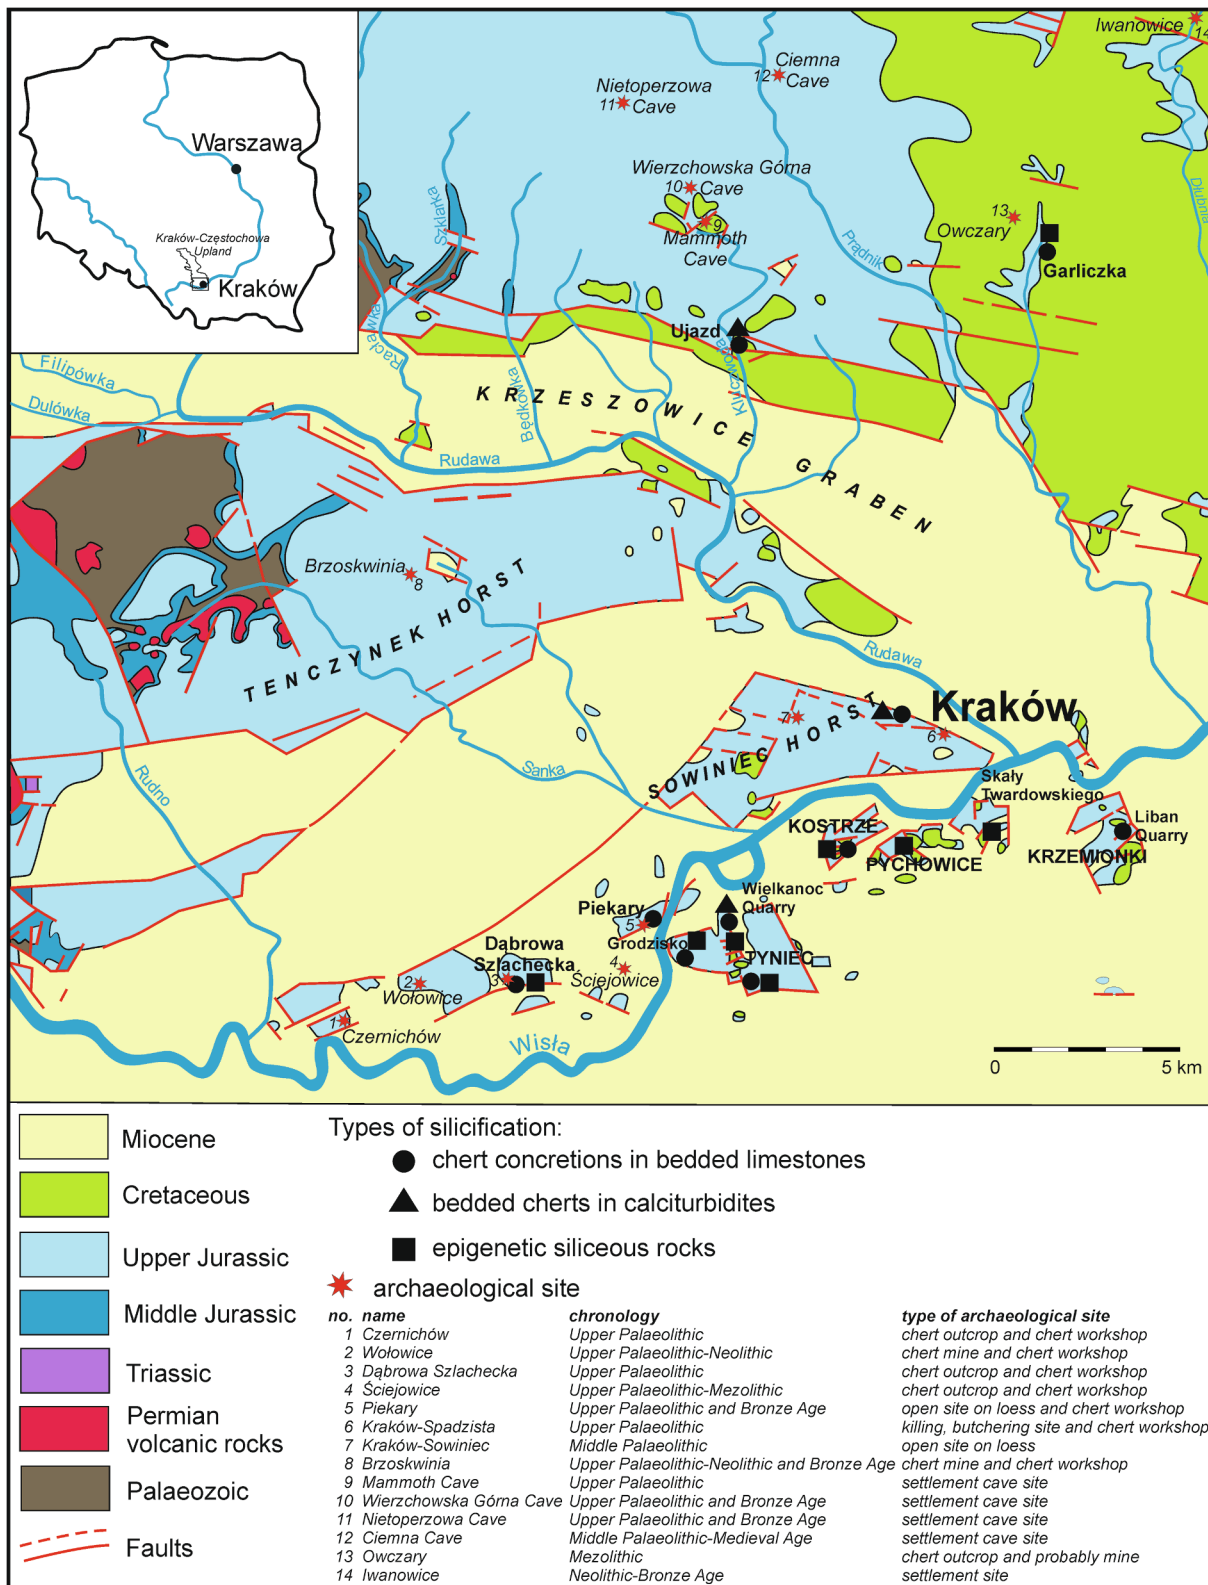 Warszawa
Kraków-Częstochowa
Upland
Kraków
Iwanowice
14
Ciemna
12 Cave
Nietoperzowa
11 Cave
Wierzchowska Górna
10 Cave
9
Mammoth
Cave
13
Owczary
Garliczka
Dłubnia
Prądnik
Szklarka
Racławka
Będkówka
Kluczwoda
Ujazd
Filipówka
Dulówka
Rudawa
KRZESZOWICE GRABEN
Brzoskwinia
8
TENCZYNEK HORST
Rudawa
Kraków
7
6
SOWINIEC HORST
Rudno
Sanka
Skały
Twardowskiego
KOSTRZE
PYCHOWICE
KRZEMIONKI
Liban
Quarry
Wielkanoc
Quarry
Piekary
5
Grodzisko
TYNIEC
Dąbrowa
Szlachecka
3
4
Ściejowice
2
Wołowice
1
Czernichów
Wisła
0 5 km
Miocene
Cretaceous
Upper Jurassic
Middle Jurassic
Triassic
Permian
volcanic rocks
Palaeozoic
Faults
Types of silicification:
chert concretions in bedded limestones
bedded cherts in calciturbidites
epigenetic siliceous rocks
archaeological site
no. name chronology type of archaeological site
1 Czernichów Upper Palaeolithic chert outcrop and chert workshop
2 Wołowice Upper Palaeolithic-Neolithic chert mine and chert workshop
3 Dąbrowa Szlachecka Upper Palaeolithic chert outcrop and chert workshop
4 Ściejowice Upper Palaeolithic-Mezolithic chert outcrop and chert workshop
5 Piekary Upper Palaeolithic and Bronze Age open site on loess and chert workshop
6 Kraków-Spadzista Upper Palaeolithic killing, butchering site and chert workshop
7 Kraków-Sowiniec Middle Palaeolithic open site on loess
8 Brzoskwinia Upper Palaeolithic-Neolithic and Bronze Age chert mine and chert workshop
9 Mammoth Cave Upper Palaeolithic settlement cave site
10 Wierzchowska Górna Cave Upper Palaeolithic and Bronze Age settlement cave site
11 Nietoperzowa Cave Upper Palaeolithic and Bronze Age settlement cave site
12 Ciemna Cave Middle Palaeolithic-Medieval Age settlement cave site
13 Owczary Mezolithic chert outcrop and probably mine
14 Iwanowice Neolithic-Bronze Age settlement site